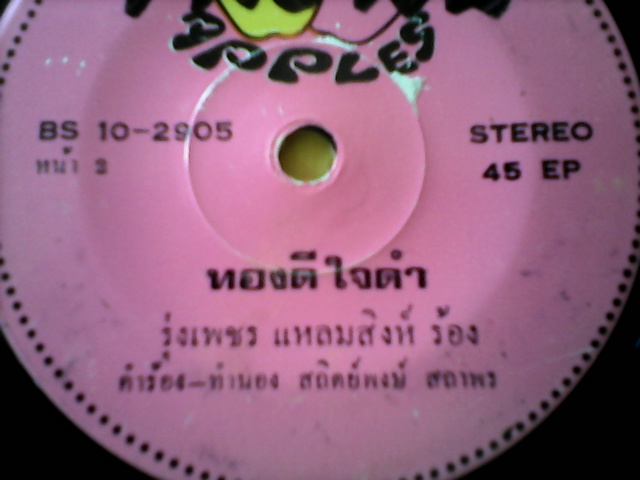 APPLES
BS 10-2905
STEREO
หน้า 2
45 EP
ทองดีใจดำ
รุ่งเพชร แหลมสิงห์ ร้อง
คำร้อง-ทำนอง สถิตย์พงษ์ สถาพร